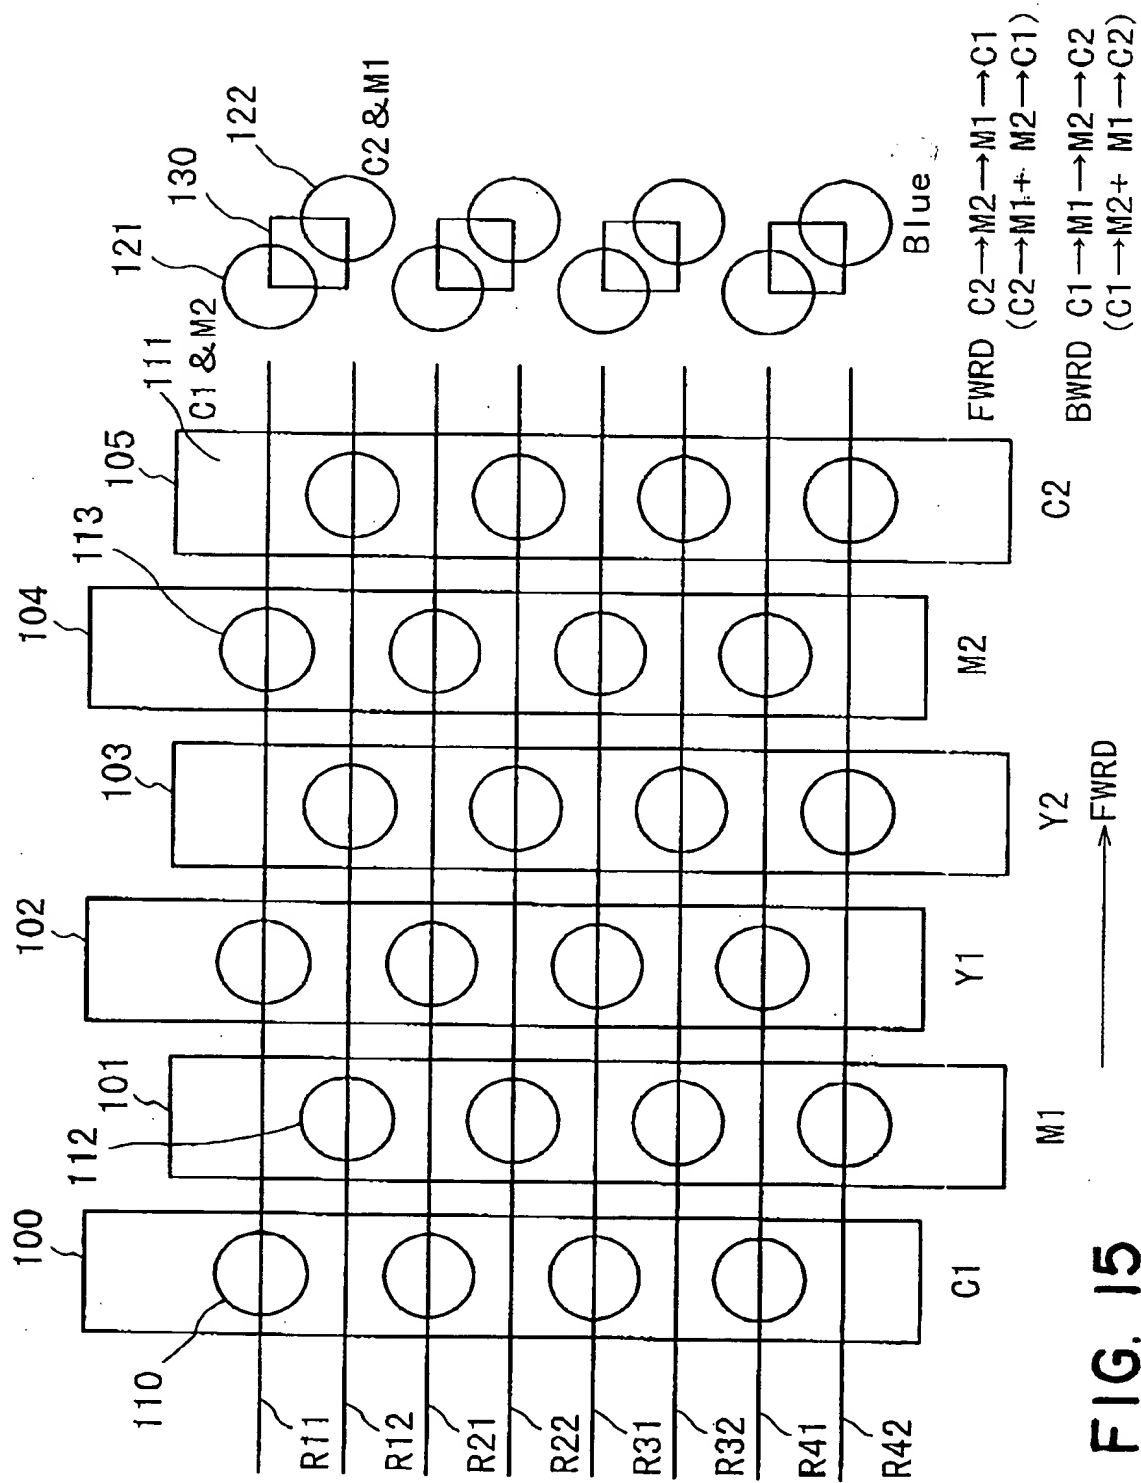 100
101
102
103
104
105
110
112
113
111
121
130
122
C1 & M2
C2 & M1
R11
R12
R21
R22
R31
R32
R41
R42
C1
M1
Y1
Y2
M2
C2
Blue
→FWRD
FWRD C2→M2→M1→C1
(C2→M1+ M2→C1)
BWRD C1→M1→M2→C2
(C1→M2+ M1→C2)
FIG. 15